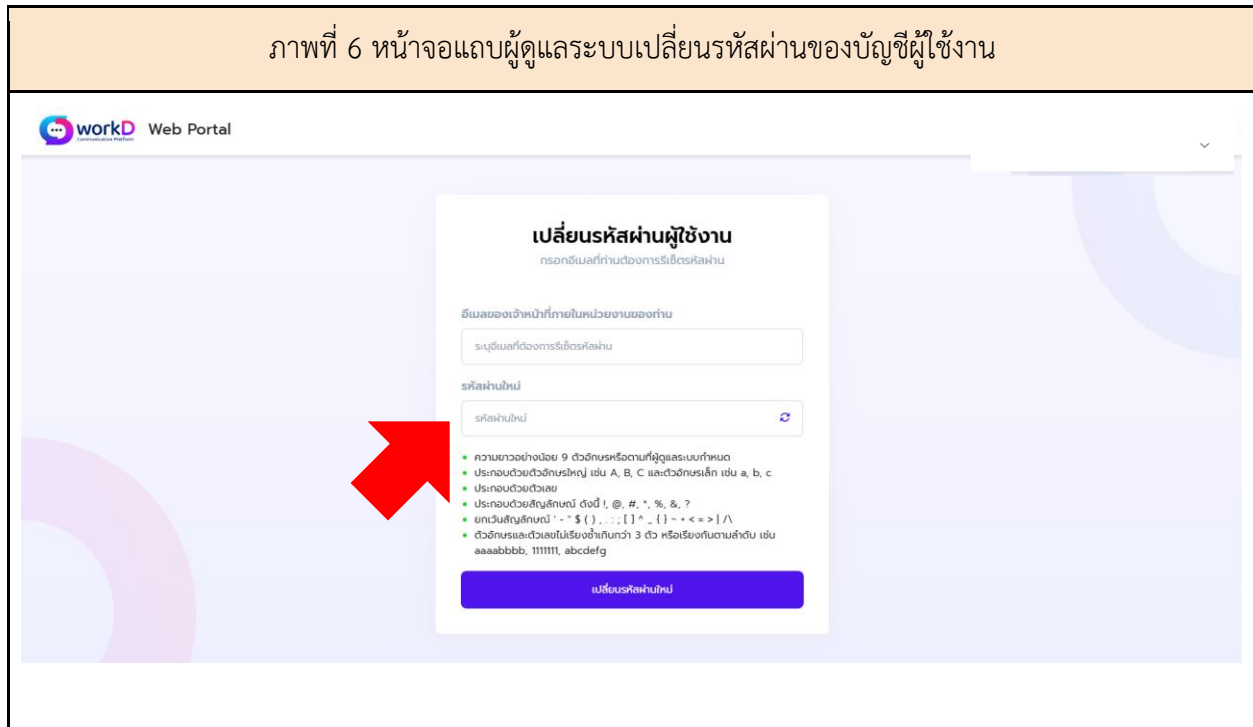 ภาพที่ 6 หน้าจอแถบผู้ดูแลระบบเปลี่ยนรหัสผ่านของบัญชีผู้ใช้งาน
workD Web Portal
Communication Platform
เปลี่ยนรหัสผ่านผู้ใช้งาน
กรอกอีเมลที่ท่านต้องการรีเซ็ตรหัสผ่าน
อีเมลของเจ้าหน้าที่ภายในหน่วยงานของท่าน
ระบุอีเมลที่ต้องการรีเซ็ตรหัสผ่าน
รหัสผ่านใหม่
รหัสผ่านใหม่
• ความยาวอย่างน้อย 9 ตัวอักษรหรือตามที่ผู้ดูแลระบบกำหนด
• ประกอบด้วยตัวอักษรใหญ่ เช่น A, B, C และตัวอักษรเล็ก เช่น a, b, c
• ประกอบด้วยตัวเลข
• ประกอบด้วยสัญลักษณ์ ดังนี้ !, @, #, *, %, &, ?
• ยกเว้นสัญลักษณ์ ' - " $ ( ) , . : ; [ ] ^ _ { } ~ + < = > | / \
• ตัวอักษรและตัวเลขไม่เรียงซ้ำเกินกว่า 3 ตัว หรือเรียงกันตามลำดับ เช่น
aaaabbbb, 1111111, abcdefg
เปลี่ยนรหัสผ่านใหม่